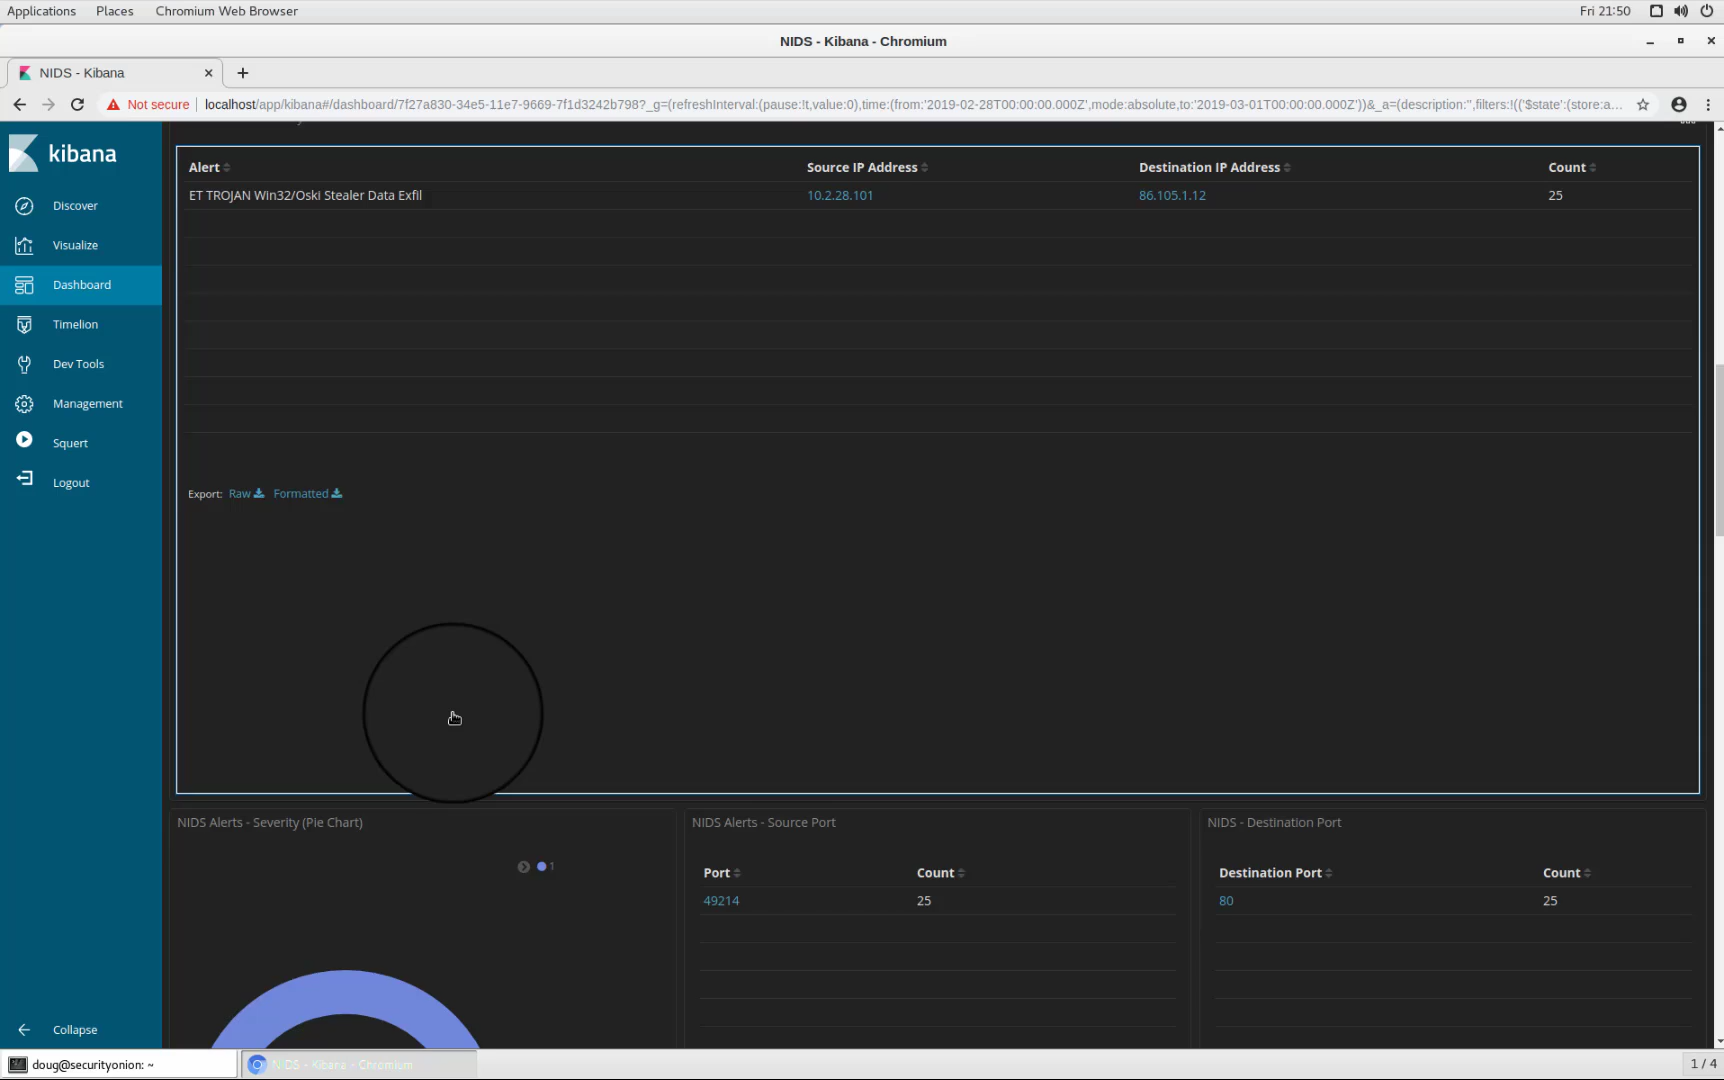 Applications Places Chromium Web Browser Fri 21:50
NIDS - Kibana - Chromium
NIDS - Kibana
Not secure | localhost/app/kibana#/dashboard/7f27a830-34e5-11e7-9669-7f1d3242b798?_g=(refreshInterval:(pause:!t,value:0),time:(from:'2019-02-28T00:00:00.000Z',mode:absolute,to:'2019-03-01T00:00:00.000Z'))&_a=(description:'',filters:!(('$state':(store:a...
kibana
Discover
Visualize
Dashboard
Timelion
Dev Tools
Management
Squert
Logout
Collapse
Alert Source IP Address Destination IP Address Count
ET TROJAN Win32/Oski Stealer Data Exfil 10.2.28.101 86.105.1.12 25
Export: Raw Formatted
NIDS Alerts - Severity (Pie Chart)
1
NIDS Alerts - Source Port
Port Count
49214 25
NIDS - Destination Port
Destination Port Count
80 25
doug@securityonion: ~
NIDS - Kibana - Chromium
1 / 4